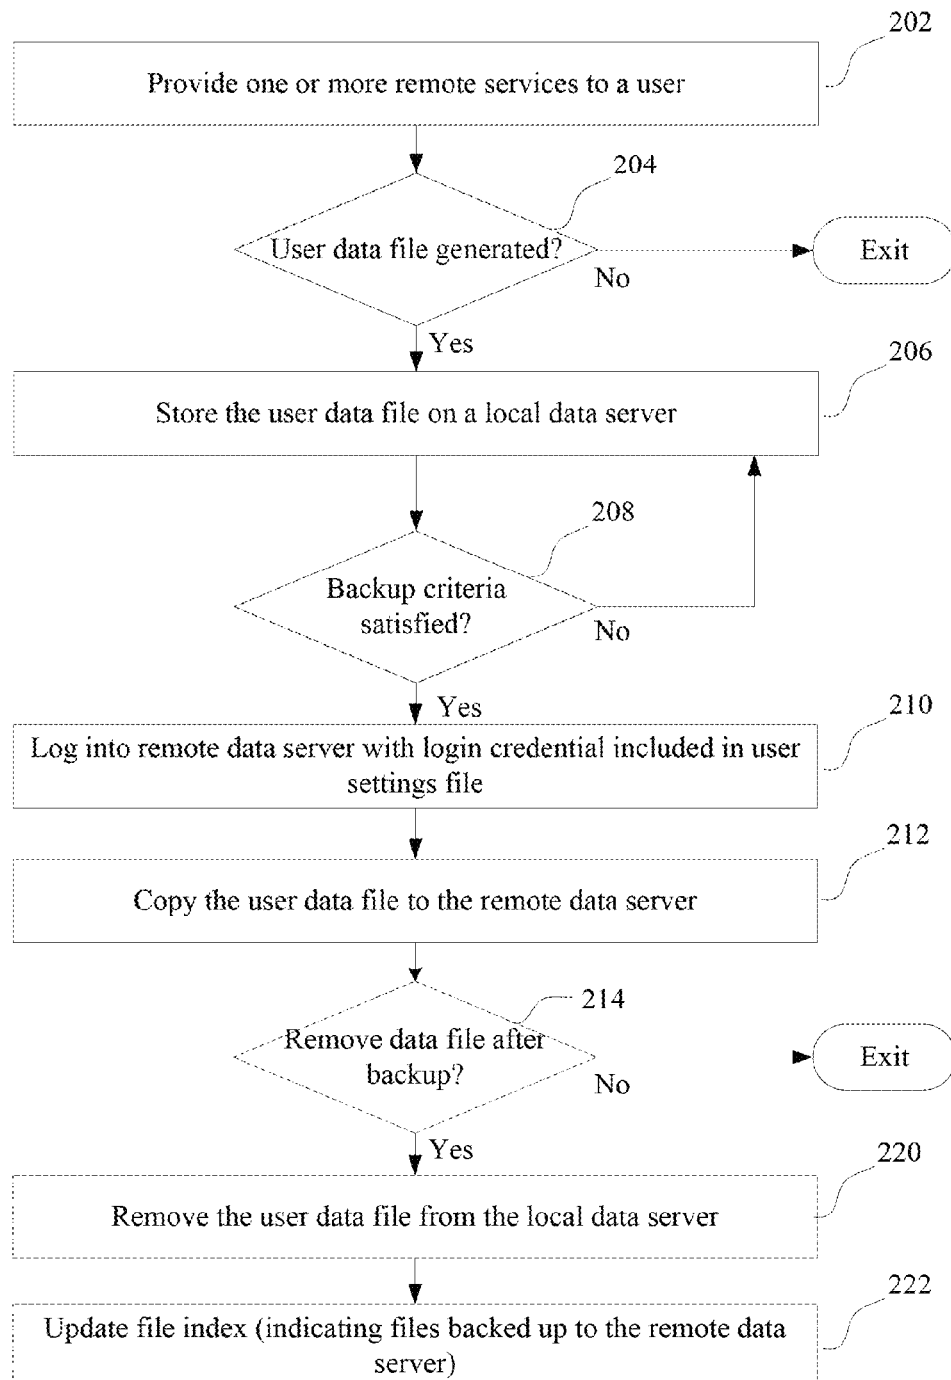 202
Provide one or more remote services to a user
204
User data file generated?
Exit
No
Yes
206
Store the user data file on a local data server
208
Backup criteria
satisfied?
No
Yes
210
Log into remote data server with login credential included in user
settings file
212
Copy the user data file to the remote data server
214
Remove data file after
backup?
Exit
No
Yes
220
Remove the user data file from the local data server
222
Update file index (indicating files backed up to the remote data
server)